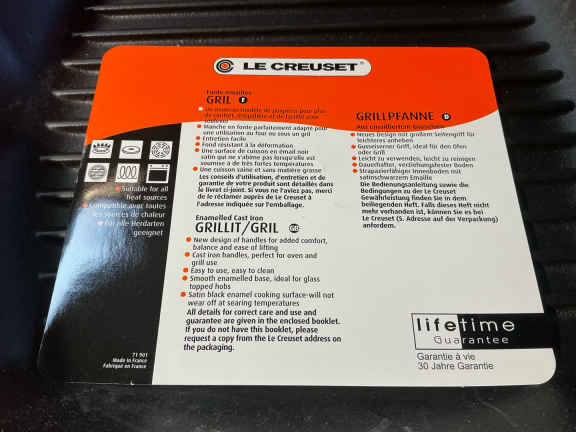 LE CREUSET
Fonte émaillée
GRIL F
Un nouveau modèle de poignées pour plus
de confort, d'équilibre et de facilité pour
soulever
Manche en fonte parfaitement adapté pour
une utilisation au four ou sous un gril
Entretien facile
Fond résistant à la déformation
Une surface de cuisson en émail noir
satin qui ne s'abîme pas lorsqu'elle est
soumise à de très fortes températures
Une cuisson saine et sans matière grasse
Les conseils d'utilisation, d'entretien et de
garantie de votre produit sont détaillés dans
le livret ci-joint. Si vous ne l'avez pas, merci
de le réclamer auprès de Le Creuset à
l'adresse indiquée sur l'emballage.
Enamelled Cast Iron
GRILLIT/GRIL GB
New design of handles for added comfort,
balance and ease of lifting
Cast iron handles, perfect for oven and
grill use
Easy to use, easy to clean
Smooth enamelled base, ideal for glass
topped hobs
Satin black enamel cooking surface-will not
wear off at searing temperatures
All details for correct care and use and
guarantee are given in the enclosed booklet.
If you do not have this booklet, please
request a copy from the Le Creuset address on
the packaging.
GRILLPFANNE D
Aus emailliertem Gusseisen
Neues Design mit großem Seitengriff für
leichteres anheben
Gusseiserner Griff, ideal für den Ofen
oder Grill
Leicht zu verwenden, leicht zu reinigen
Dauerhafter, verziehungsfester Boden
Strapazierfähiger Innenboden mit
satinschwarzem Emaille
Die Bedienungsanleitung sowie die
Bedingungen zu der Le Creuset
Gewährleistung finden Sie in dem
beiliegenden Heft. Falls dieses Heft nicht
mehr vorhanden ist, können Sie es bei
Le Creuset (S. Adresse auf der Verpackung)
anfordern.
Suitable for all
heat sources
Compatible avec toutes
les sources de chaleur
Für alle Herdarten
geeignet
71 901
Made in France
Fabriqué en France
lifetime
Guarantee
Garantie à vie
30 Jahre Garantie